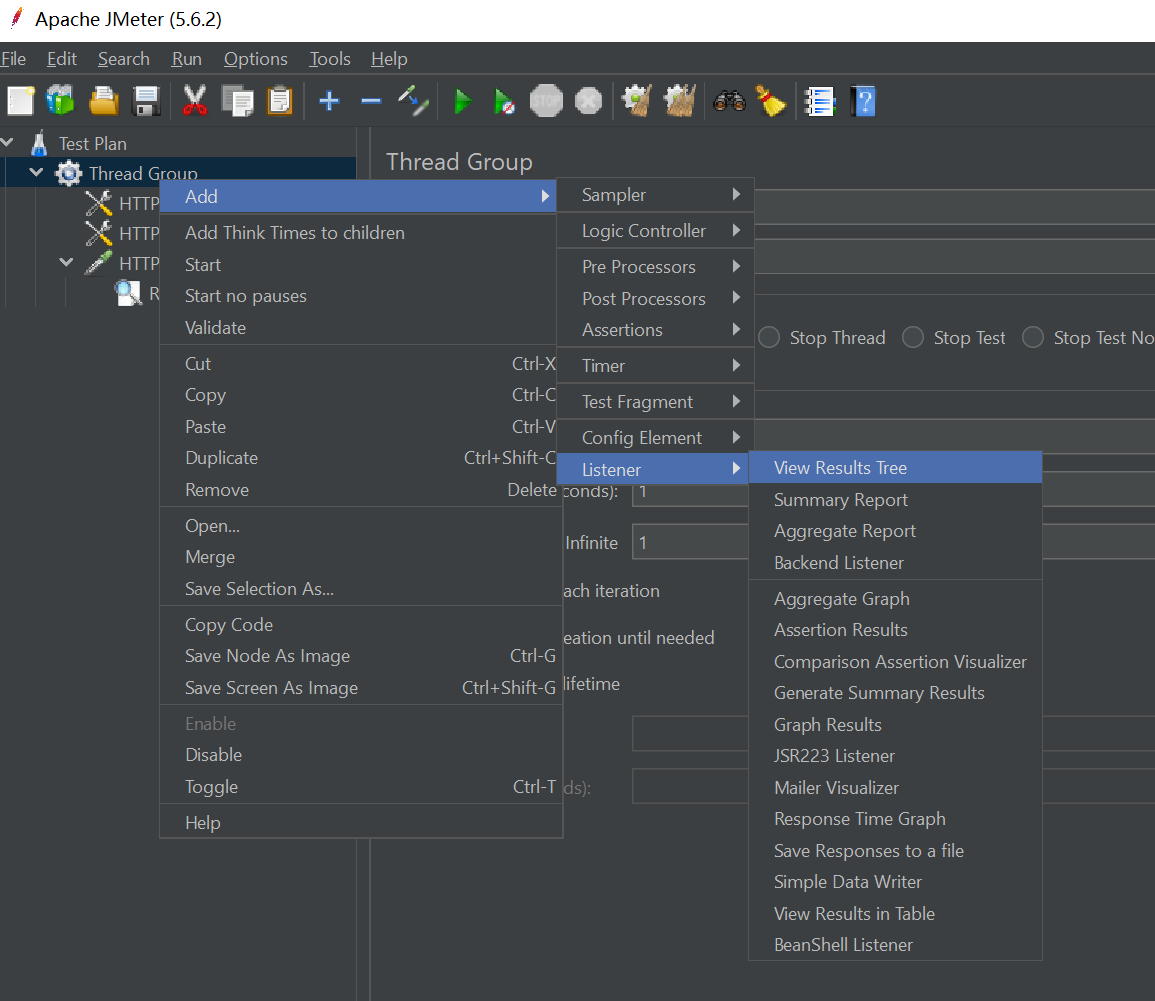 Apache JMeter (5.6.2)
File Edit Search Run Options Tools Help
STOP
Test Plan
Thread Group
HTTP
HTTP
HTTP
R
Thread Group
Add
Add Think Times to children
Start
Start no pauses
Validate
Cut Ctrl-X
Copy Ctrl-C
Paste Ctrl-V
Duplicate Ctrl+Shift-C
Remove Delete
Open...
Merge
Save Selection As...
Copy Code
Save Node As Image Ctrl-G
Save Screen As Image Ctrl+Shift-G
Enable
Disable
Toggle Ctrl-T
Help
Sampler
Logic Controller
Pre Processors
Post Processors
Assertions
Timer
Test Fragment
Config Element
Listener
View Results Tree
Summary Report
Aggregate Report
Backend Listener
Aggregate Graph
Assertion Results
Comparison Assertion Visualizer
Generate Summary Results
Graph Results
JSR223 Listener
Mailer Visualizer
Response Time Graph
Save Responses to a file
Simple Data Writer
View Results in Table
BeanShell Listener
Stop Thread Stop Test Stop Test No
conds): 1
Infinite 1
ach iteration
eation until needed
lifetime
ds):